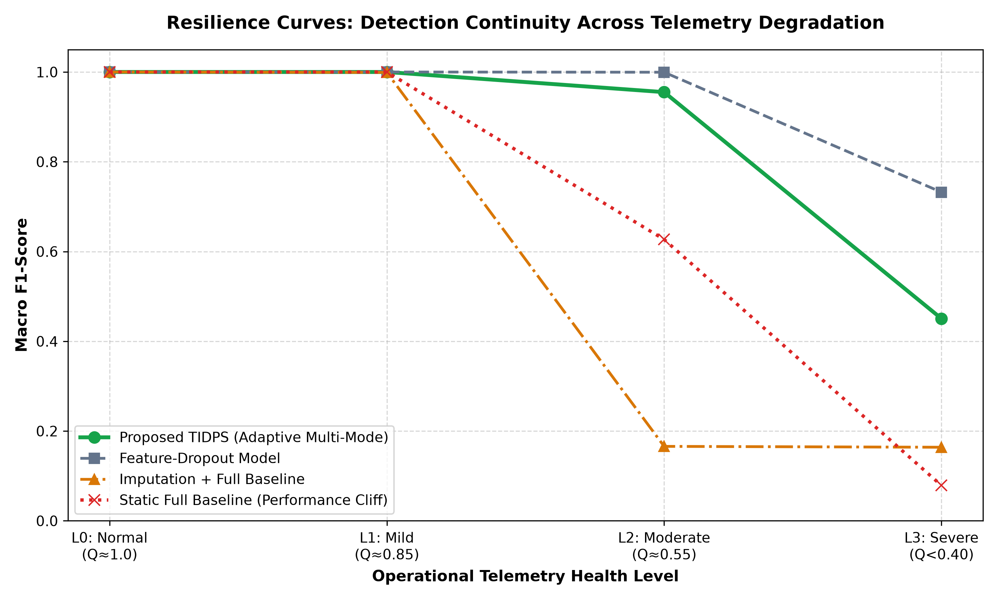 Resilience Curves: Detection Continuity Across Telemetry Degradation
Macro F1-Score
1.0
0.8
0.6
0.4
0.2
0.0
Proposed TIDPS (Adaptive Multi-Mode)
Feature-Dropout Model
Imputation + Full Baseline
Static Full Baseline (Performance Cliff)
L0: Normal
(Q≈1.0)
L1: Mild
(Q≈0.85)
L2: Moderate
(Q≈0.55)
L3: Severe
(Q<0.40)
Operational Telemetry Health Level